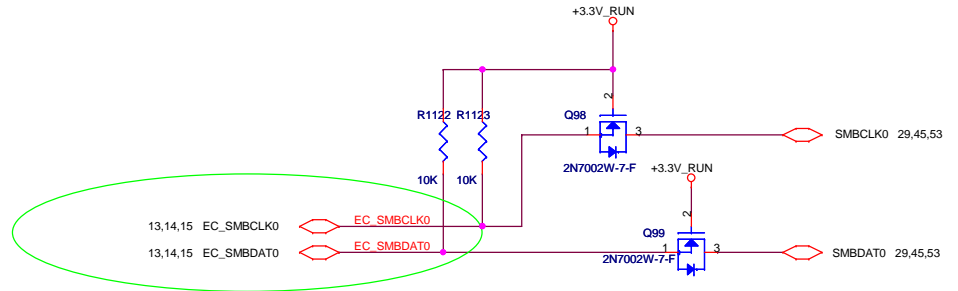 +3.3V_RUN
2
R1122 R1123
Q98
1 3
SMBCLK0 29,45,53
10K 10K
2N7002W-7-F
+3.3V_RUN
2
13,14,15 EC_SMBCLK0
EC_SMBCLK0
Q99
13,14,15 EC_SMBDAT0
EC_SMBDAT0
1 3
2N7002W-7-F
SMBDAT0 29,45,53